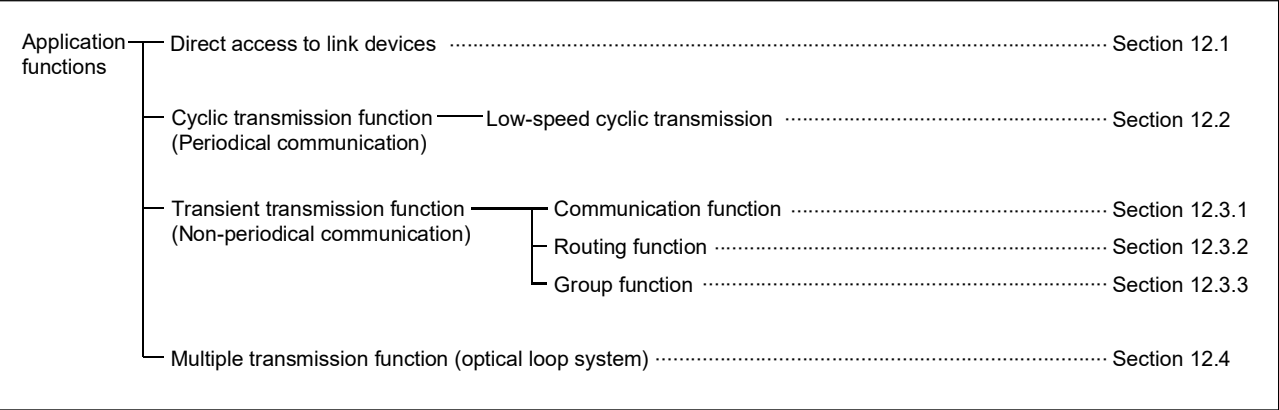 Application functions
Direct access to link devices ··· Section 12.1
Cyclic transmission function Low-speed cyclic transmission ··· Section 12.2
(Periodical communication)
Transient transmission function Communication function ··· Section 12.3.1
(Non-periodical communication)
Routing function ··· Section 12.3.2
Group function ··· Section 12.3.3
Multiple transmission function (optical loop system) ··· Section 12.4